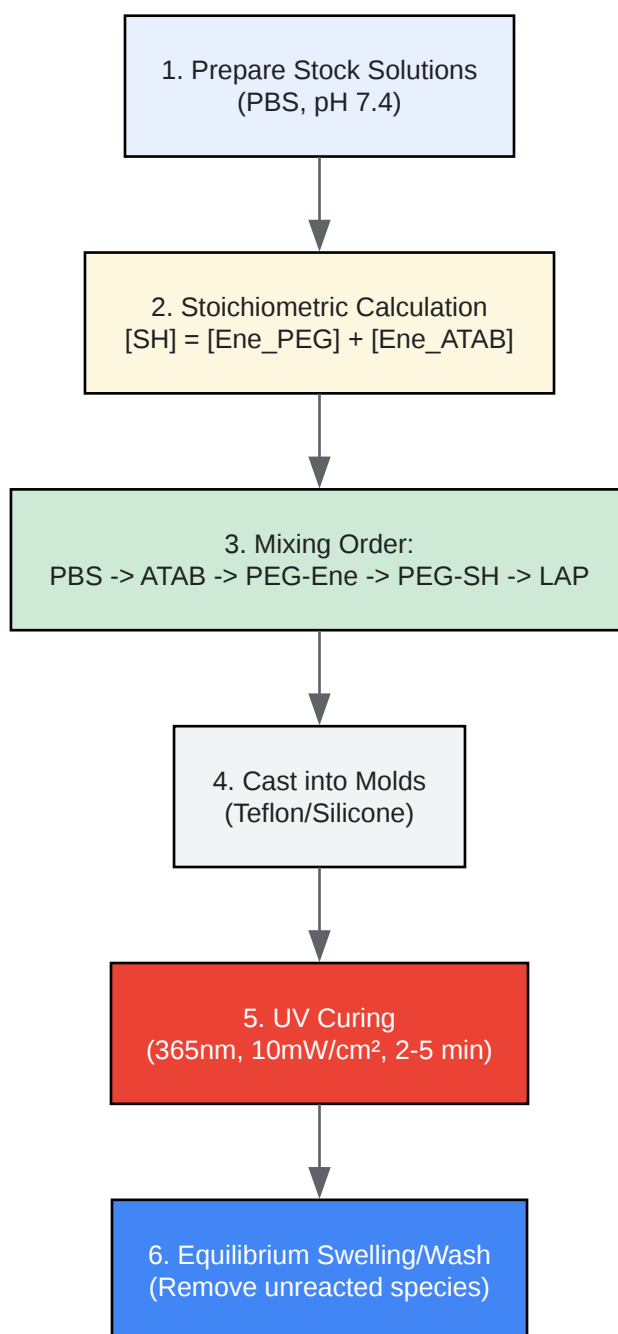 1. Prepare Stock Solutions
(PBS, pH 7.4)
2. Stoichiometric Calculation
[SH] = [Ene_PEG] + [Ene_ATAB]
3. Mixing Order:
PBS -> ATAB -> PEG-Ene -> PEG-SH -> LAP
4. Cast into Molds
(Teflon/Silicone)
5. UV Curing
(365nm, 10mW/cm², 2-5 min)
6. Equilibrium Swelling/Wash
(Remove unreacted species)